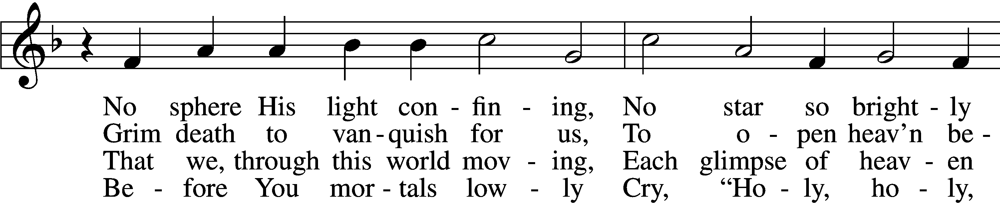 No sphere His light con - fin - ing, No star so bright - ly
Grim death to van - quish for us, To o - pen heav’n be -
That we, through this world mov - ing, Each glimpse of heav - en
Be - fore You mor - tals low - ly Cry, “Ho - ly, ho - ly,